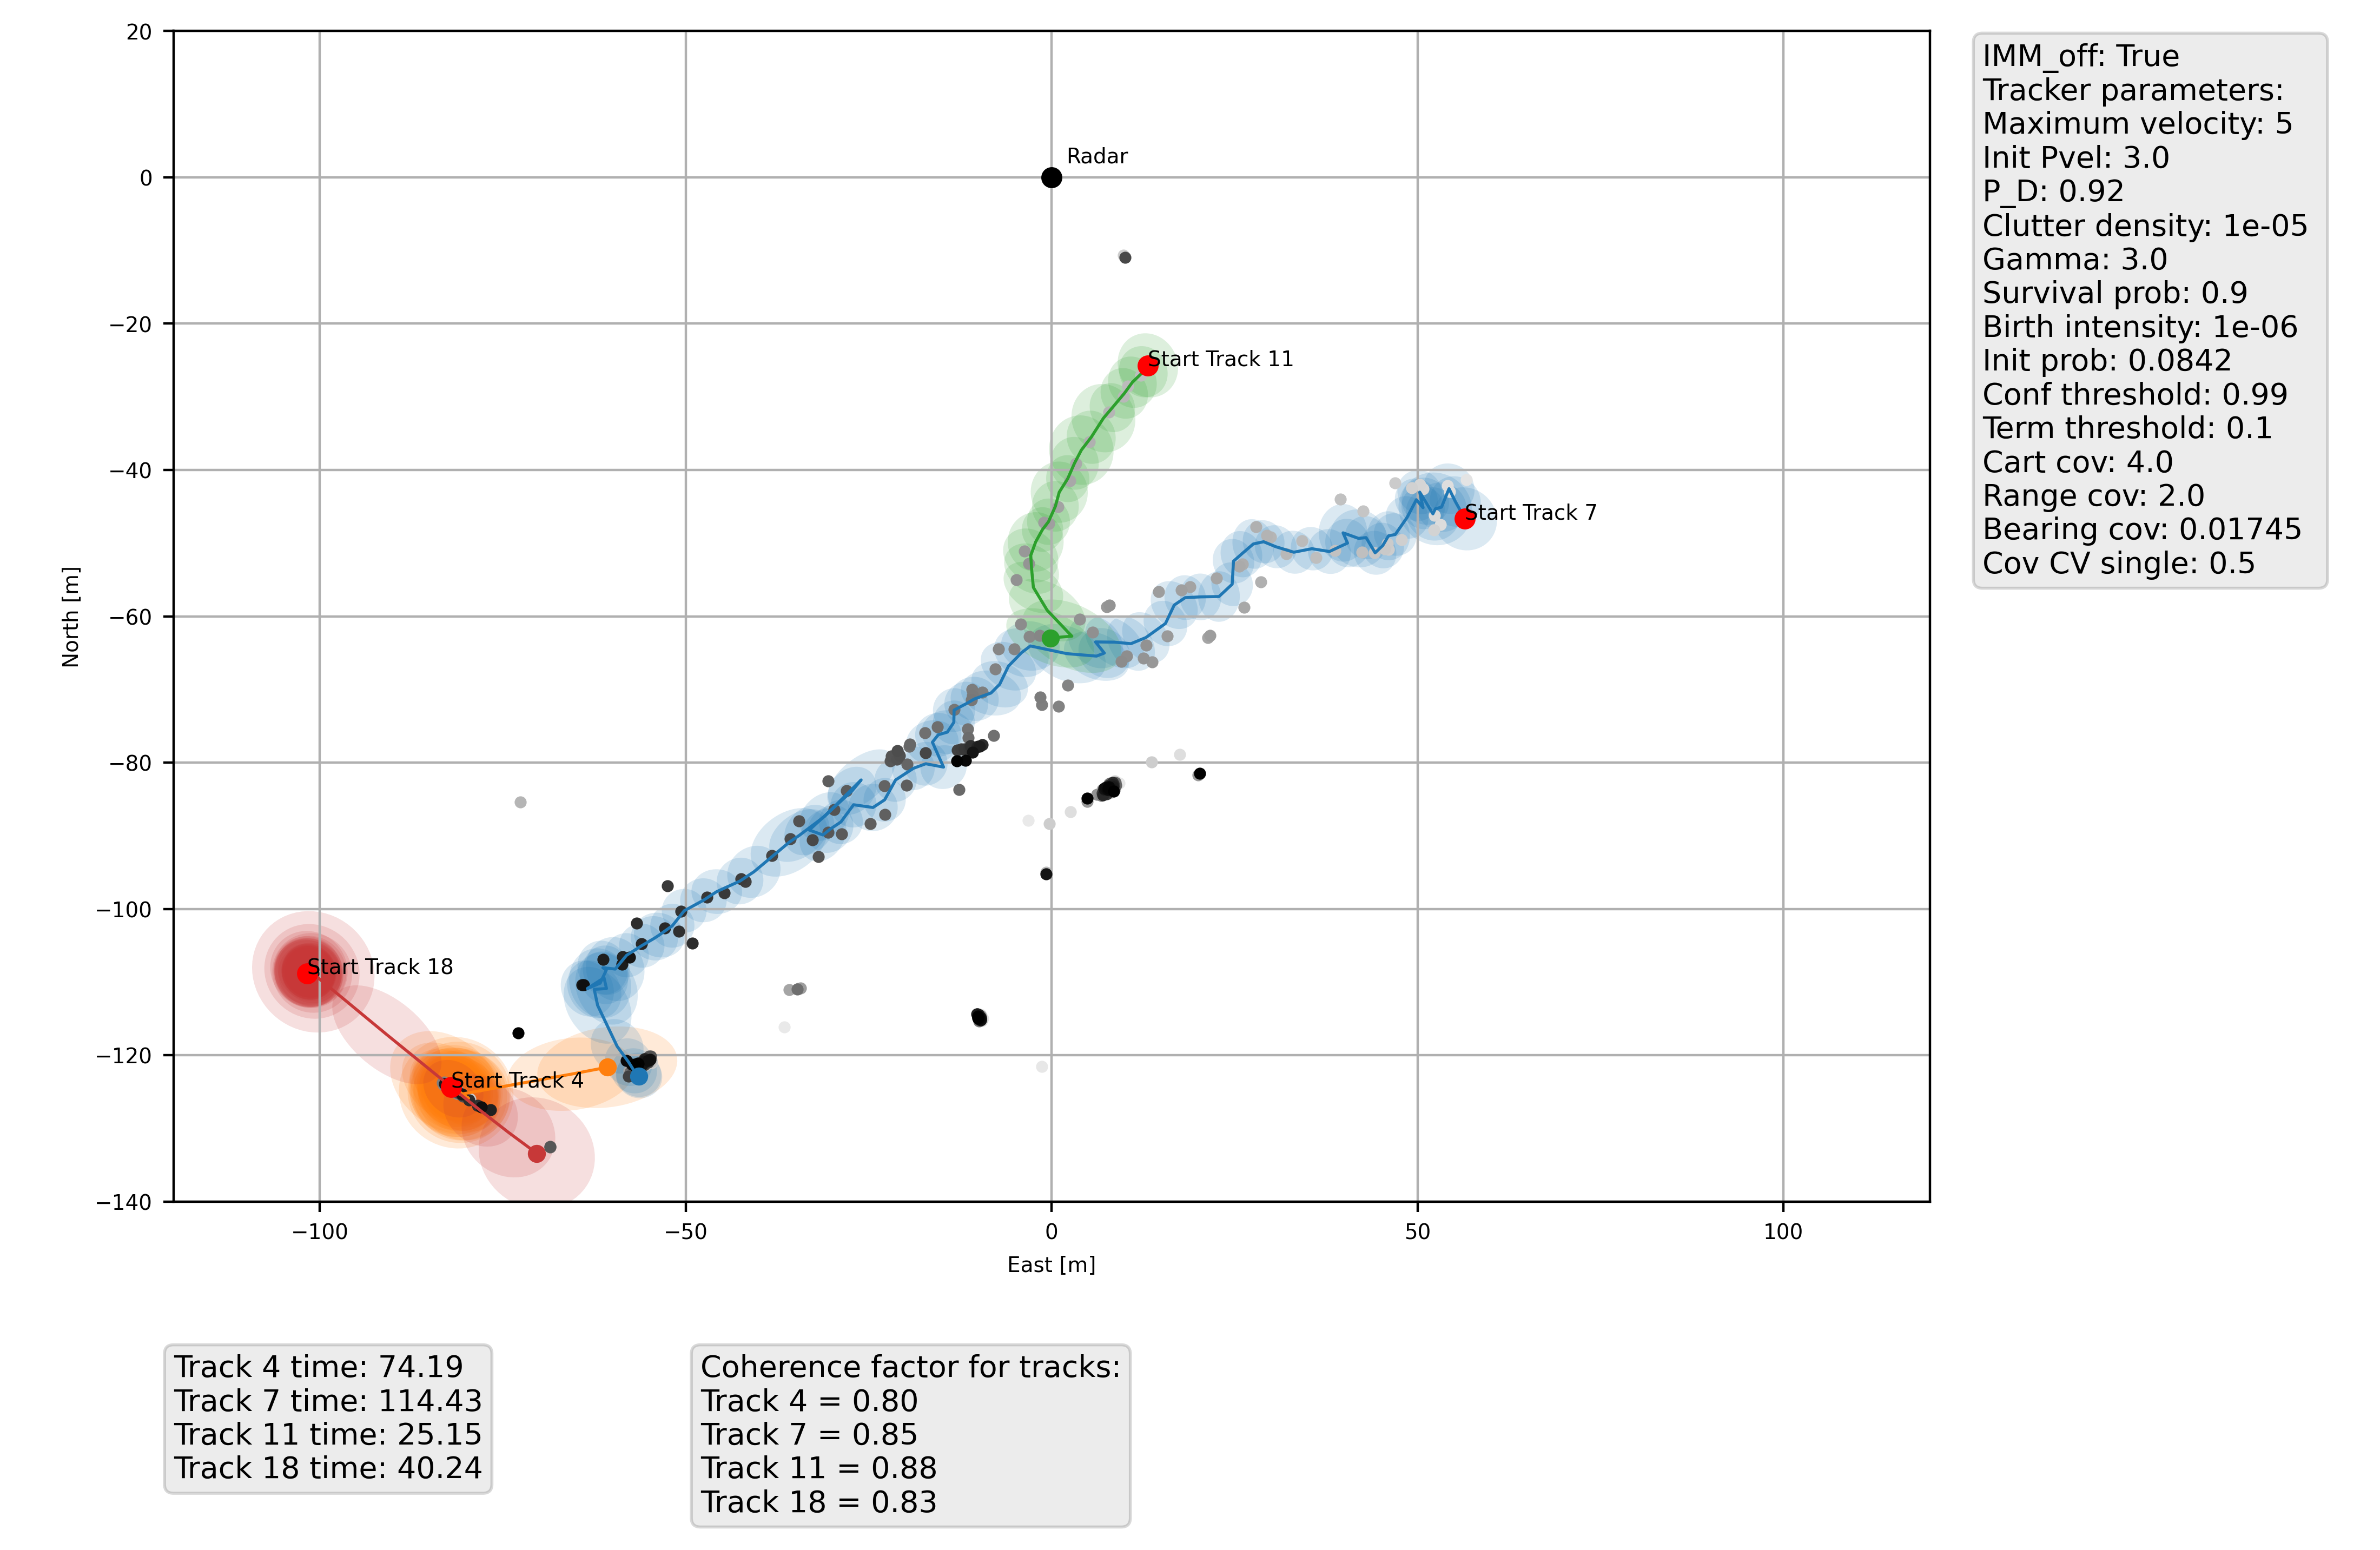 20
0
−20
−40
−60
−80
−100
−120
−140
−100
−50
0
50
100
North [m]
East [m]
Radar
Start Track 11
Start Track 7
Start Track 18
Start Track 4
IMM_off: True
Tracker parameters:
Maximum velocity: 5
Init Pvel: 3.0
P_D: 0.92
Clutter density: 1e-05
Gamma: 3.0
Survival prob: 0.9
Birth intensity: 1e-06
Init prob: 0.0842
Conf threshold: 0.99
Term threshold: 0.1
Cart cov: 4.0
Range cov: 2.0
Bearing cov: 0.01745
Cov CV single: 0.5
Track 4 time: 74.19
Track 7 time: 114.43
Track 11 time: 25.15
Track 18 time: 40.24
Coherence factor for tracks:
Track 4 = 0.80
Track 7 = 0.85
Track 11 = 0.88
Track 18 = 0.83